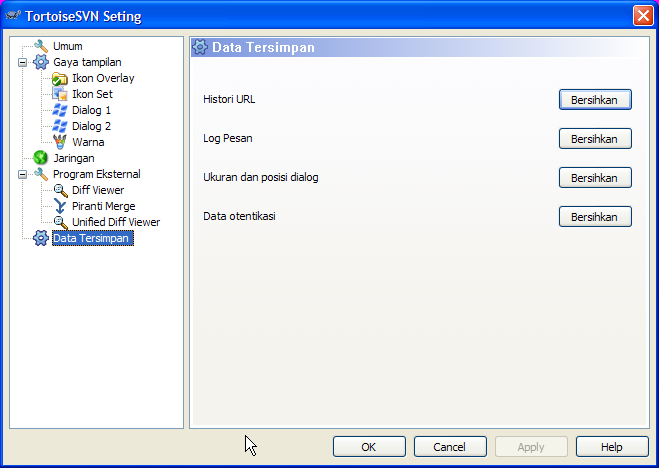 TortoiseSVN Seting
Umum
Gaya tampilan
Ikon Overlay
Ikon Set
Dialog 1
Dialog 2
Warna
Jaringan
Program Eksternal
Diff Viewer
Piranti Merge
Unified Diff Viewer
Data Tersimpan
Data Tersimpan
Histori URL Bersihkan
Log Pesan Bersihkan
Ukuran dan posisi dialog Bersihkan
Data otentikasi Bersihkan
OK Cancel Apply Help